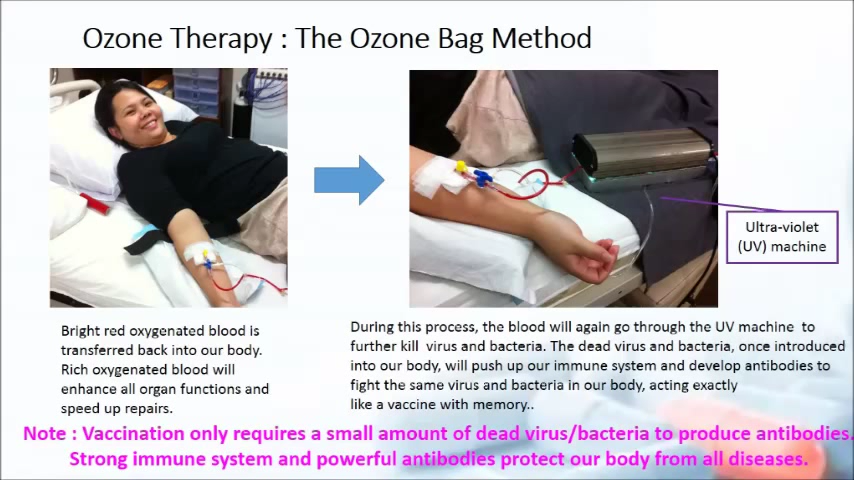 Ozone Therapy : The Ozone Bag Method
Ultra-violet
(UV) machine
Bright red oxygenated blood is
transferred back into our body.
Rich oxygenated blood will
enhance all organ functions and
speed up repairs.
During this process, the blood will again go through the UV machine to
further kill virus and bacteria. The dead virus and bacteria, once introduced
into our body, will push up our immune system and develop antibodies to
fight the same virus and bacteria in our body, acting exactly
like a vaccine with memory..
Note : Vaccination only requires a small amount of dead virus/bacteria to produce antibodies.
Strong immune system and powerful antibodies protect our body from all diseases.